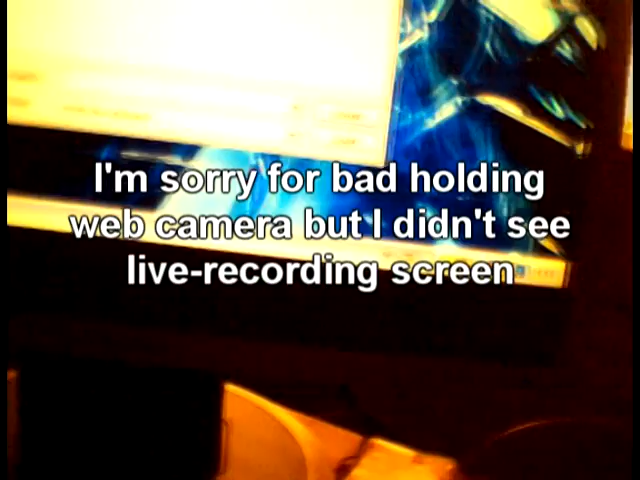 I'm sorry for bad holding
web camera but I didn't see
live-recording screen